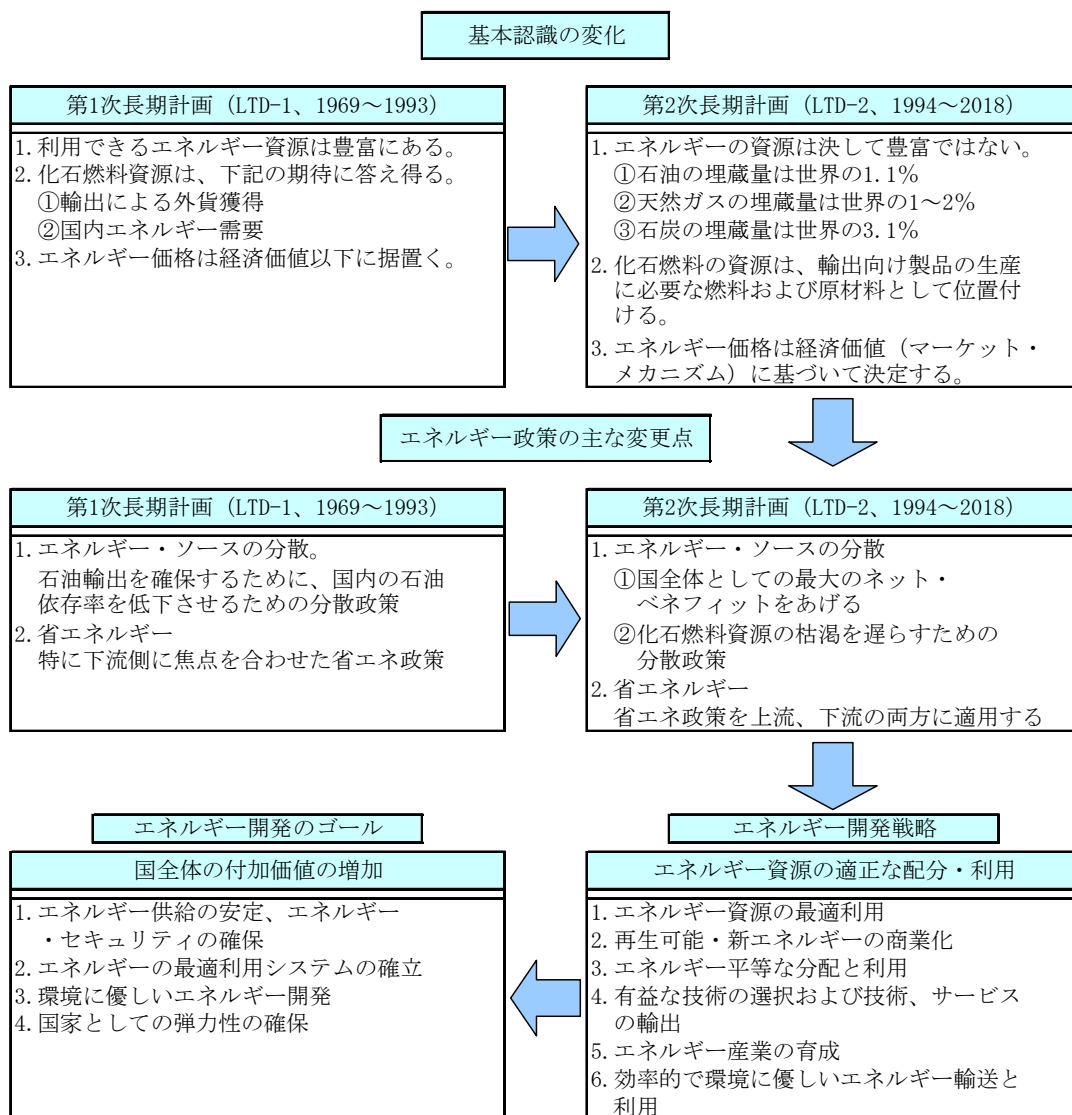 基本認識の変化
第1次長期計画（LTD-1、1969～1993）
1.利用できるエネルギー資源は豊富にある。
2.化石燃料資源は、下記の期待に答え得る。
①輸出による外貨獲得
②国内エネルギー需要
3.エネルギー価格は経済価値以下に据置く。
第2次長期計画（LTD-2、1994～2018）
1.エネルギーの資源は決して豊富ではない。
①石油の埋蔵量は世界の1.1％
②天然ガスの埋蔵量は世界の1～2％
③石炭の埋蔵量は世界の3.1％
2.化石燃料の資源は、輸出向け製品の生産
に必要な燃料および原材料として位置付
ける。
3.エネルギー価格は経済価値（マーケット・
メカニズム）に基づいて決定する。
エネルギー政策の主な変更点
第1次長期計画（LTD-1、1969～1993）
1.エネルギー・ソースの分散。
石油輸出を確保するために、国内の石油
依存率を低下させるための分散政策
2.省エネルギー
特に下流側に焦点を合わせた省エネ政策
第2次長期計画（LTD-2、1994～2018）
1.エネルギー・ソースの分散
①国全体としての最大のネット・
ベネフィットをあげる
②化石燃料資源の枯渇を遅らすための
分散政策
2.省エネルギー
省エネ政策を上流、下流の両方に適用する
エネルギー開発のゴール
国全体の付加価値の増加
1.エネルギー供給の安定、エネルギー
・セキュリティの確保
2.エネルギーの最適利用システムの確立
3.環境に優しいエネルギー開発
4.国家としての弾力性の確保
エネルギー開発戦略
エネルギー資源の適正な配分・利用
1.エネルギー資源の最適利用
2.再生可能・新エネルギーの商業化
3.エネルギー平等な分配と利用
4.有益な技術の選択および技術、サービス
の輸出
5.エネルギー産業の育成
6.効率的で環境に優しいエネルギー輸送と
利用